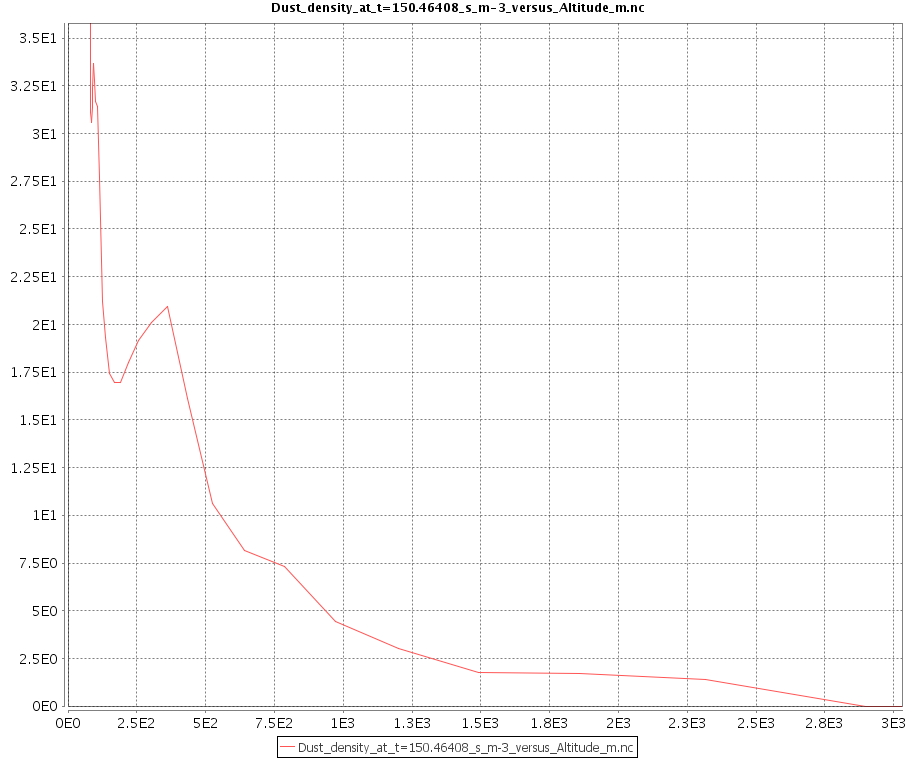 Dust_density_at_t=150.46408_s_m-3_versus_Altitude_m.nc
3.5E1
3.25E1
3E1
2.75E1
2.5E1
2.25E1
2E1
1.75E1
1.5E1
1.25E1
1E1
7.5E0
5E0
2.5E0
0E0
0E0 2.5E2 5E2 7.5E2 1E3 1.3E3 1.5E3 1.8E3 2E3 2.3E3 2.5E3 2.8E3 3E3
Dust_density_at_t=150.46408_s_m-3_versus_Altitude_m.nc